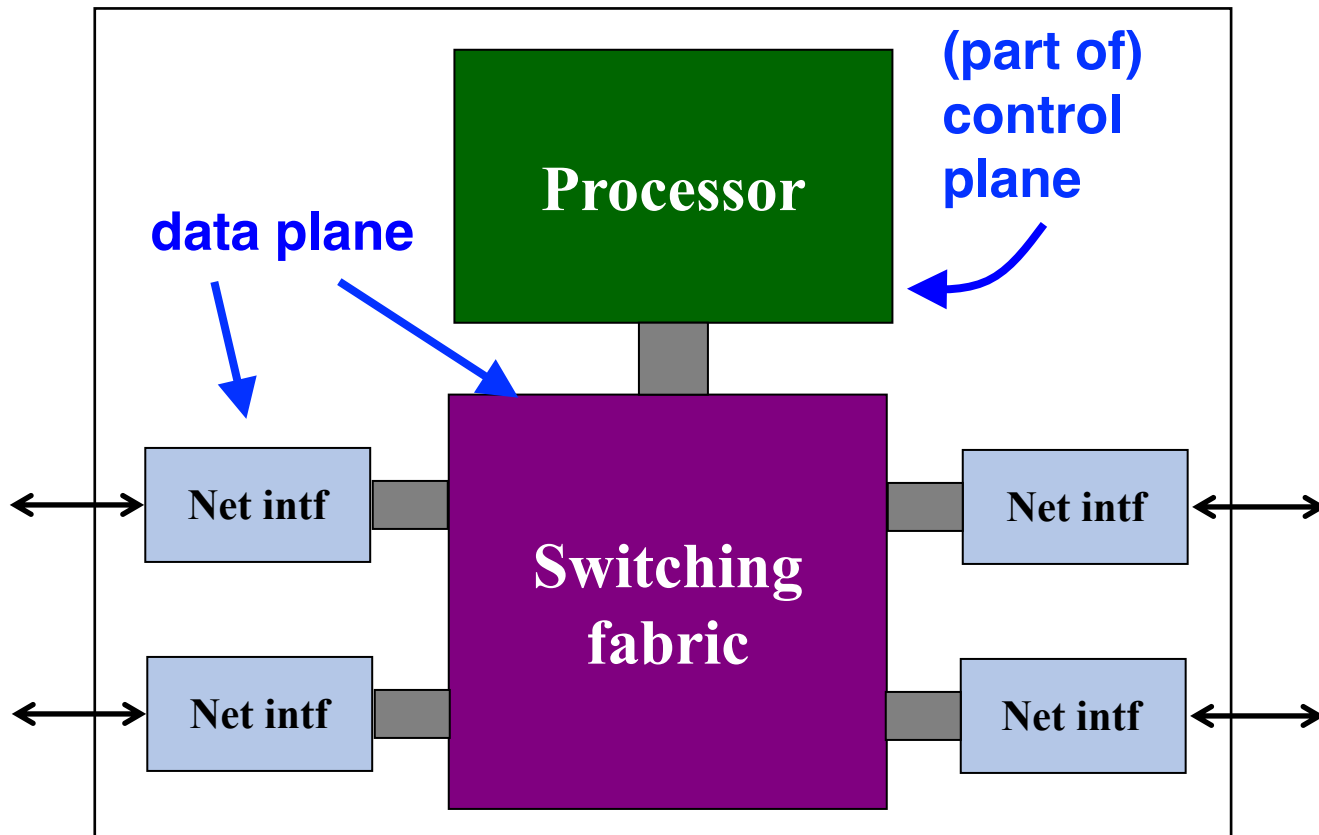 (part of)
control
plane
Processor
data plane
Net intf
Net intf
Switching
fabric
Net intf
Net intf